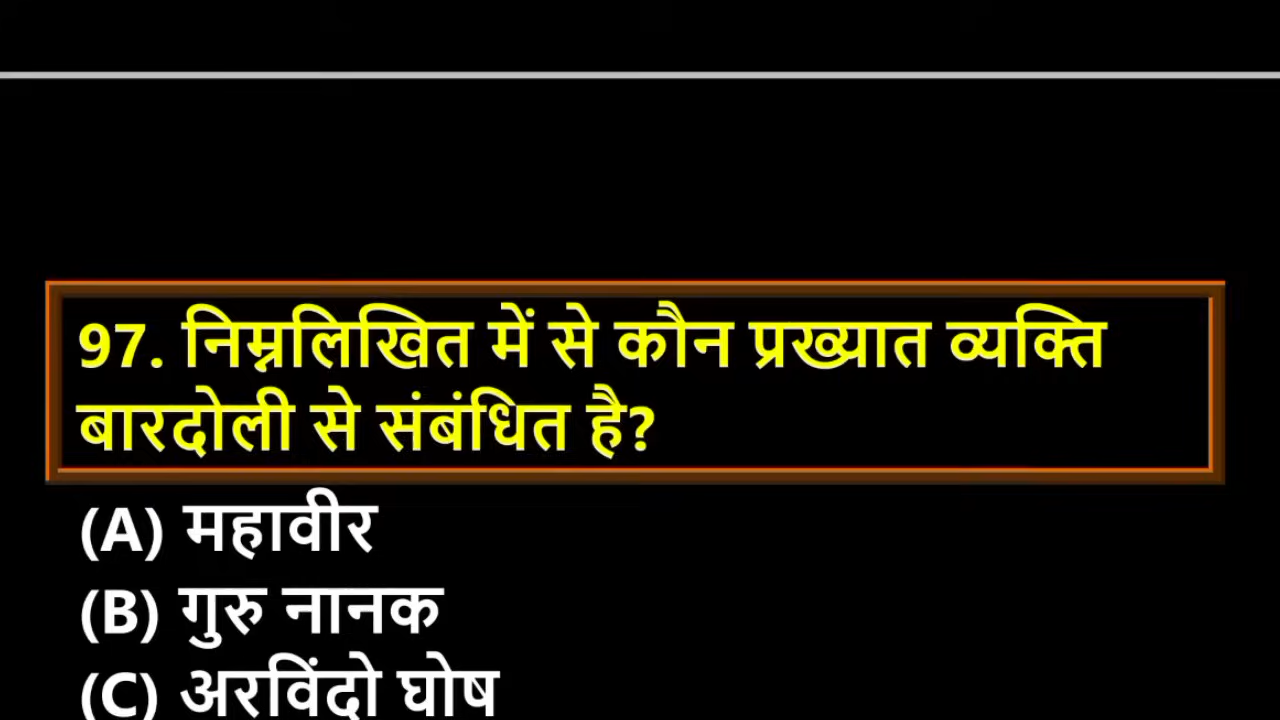 97. निम्नलिखित में से कौन प्रख्यात व्यक्ति
बारदोली से संबंधित है?
(A) महावीर
(B) गुरु नानक
(C) अरविंदो घोष